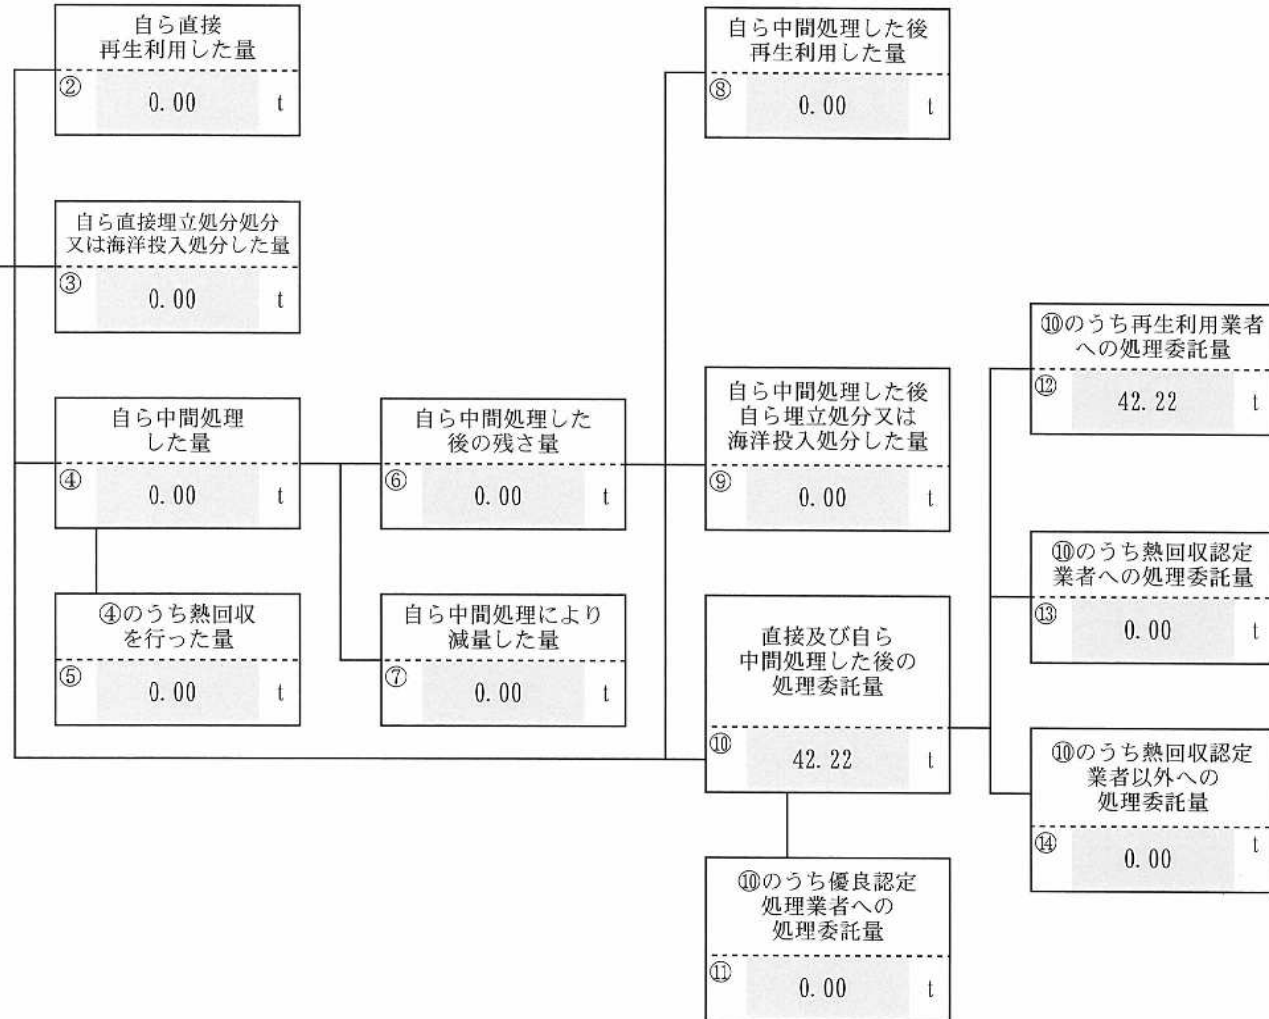 自ら直接
再生利用した量
② 0.00 t
自ら中間処理した後
再生利用した量
⑧ 0.00 t
自ら直接埋立処分処分
又は海洋投入処分した量
③ 0.00 t
自ら中間処理
した量
④ 0.00 t
自ら中間処理した
後の残さ量
⑥ 0.00 t
自ら中間処理した後
自ら埋立処分又は
海洋投入処分した量
⑨ 0.00 t
⑩のうち再生利用業者
への処理委託量
⑫ 42.22 t
④のうち熱回収
を行った量
⑤ 0.00 t
自ら中間処理により
減量した量
⑦ 0.00 t
直接及び自ら
中間処理した後の
処理委託量
⑩ 42.22 t
⑩のうち熱回収認定
業者への処理委託量
⑬ 0.00 t
⑩のうち熱回収認定
業者以外への
処理委託量
⑭ 0.00 t
⑩のうち優良認定
処理業者への
処理委託量
⑪ 0.00 t